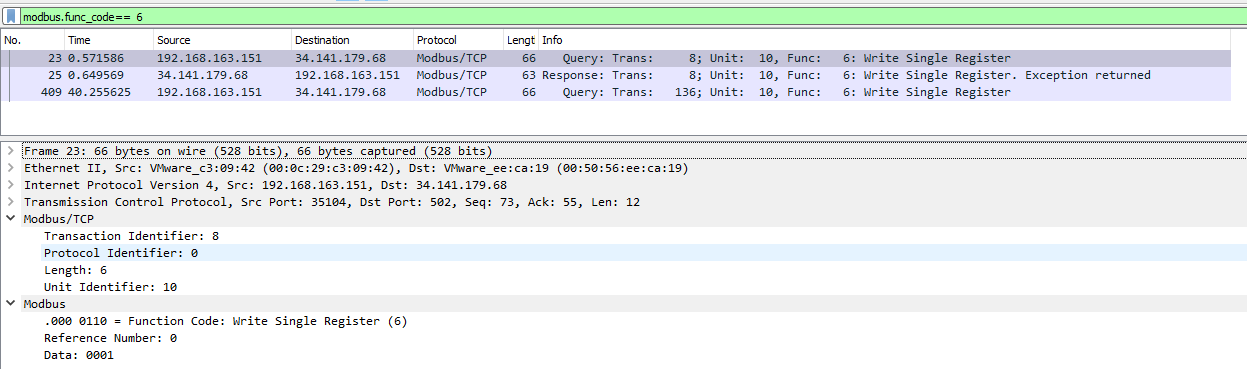 modbus.func_code== 6
No. Time Source Destination Protocol Lengt Info
23 0.571586 192.168.163.151 34.141.179.68 Modbus/TCP 66 Query: Trans: 8; Unit: 10, Func: 6: Write Single Register
25 0.649569 34.141.179.68 192.168.163.151 Modbus/TCP 63 Response: Trans: 8; Unit: 10, Func: 6: Write Single Register. Exception returned
409 40.255625 192.168.163.151 34.141.179.68 Modbus/TCP 66 Query: Trans: 136; Unit: 10, Func: 6: Write Single Register
Frame 23: 66 bytes on wire (528 bits), 66 bytes captured (528 bits)
Ethernet II, Src: VMware_c3:09:42 (00:0c:29:c3:09:42), Dst: VMware_ee:ca:19 (00:50:56:ee:ca:19)
Internet Protocol Version 4, Src: 192.168.163.151, Dst: 34.141.179.68
Transmission Control Protocol, Src Port: 35104, Dst Port: 502, Seq: 73, Ack: 55, Len: 12
Modbus/TCP
Transaction Identifier: 8
Protocol Identifier: 0
Length: 6
Unit Identifier: 10
Modbus
.000 0110 = Function Code: Write Single Register (6)
Reference Number: 0
Data: 0001